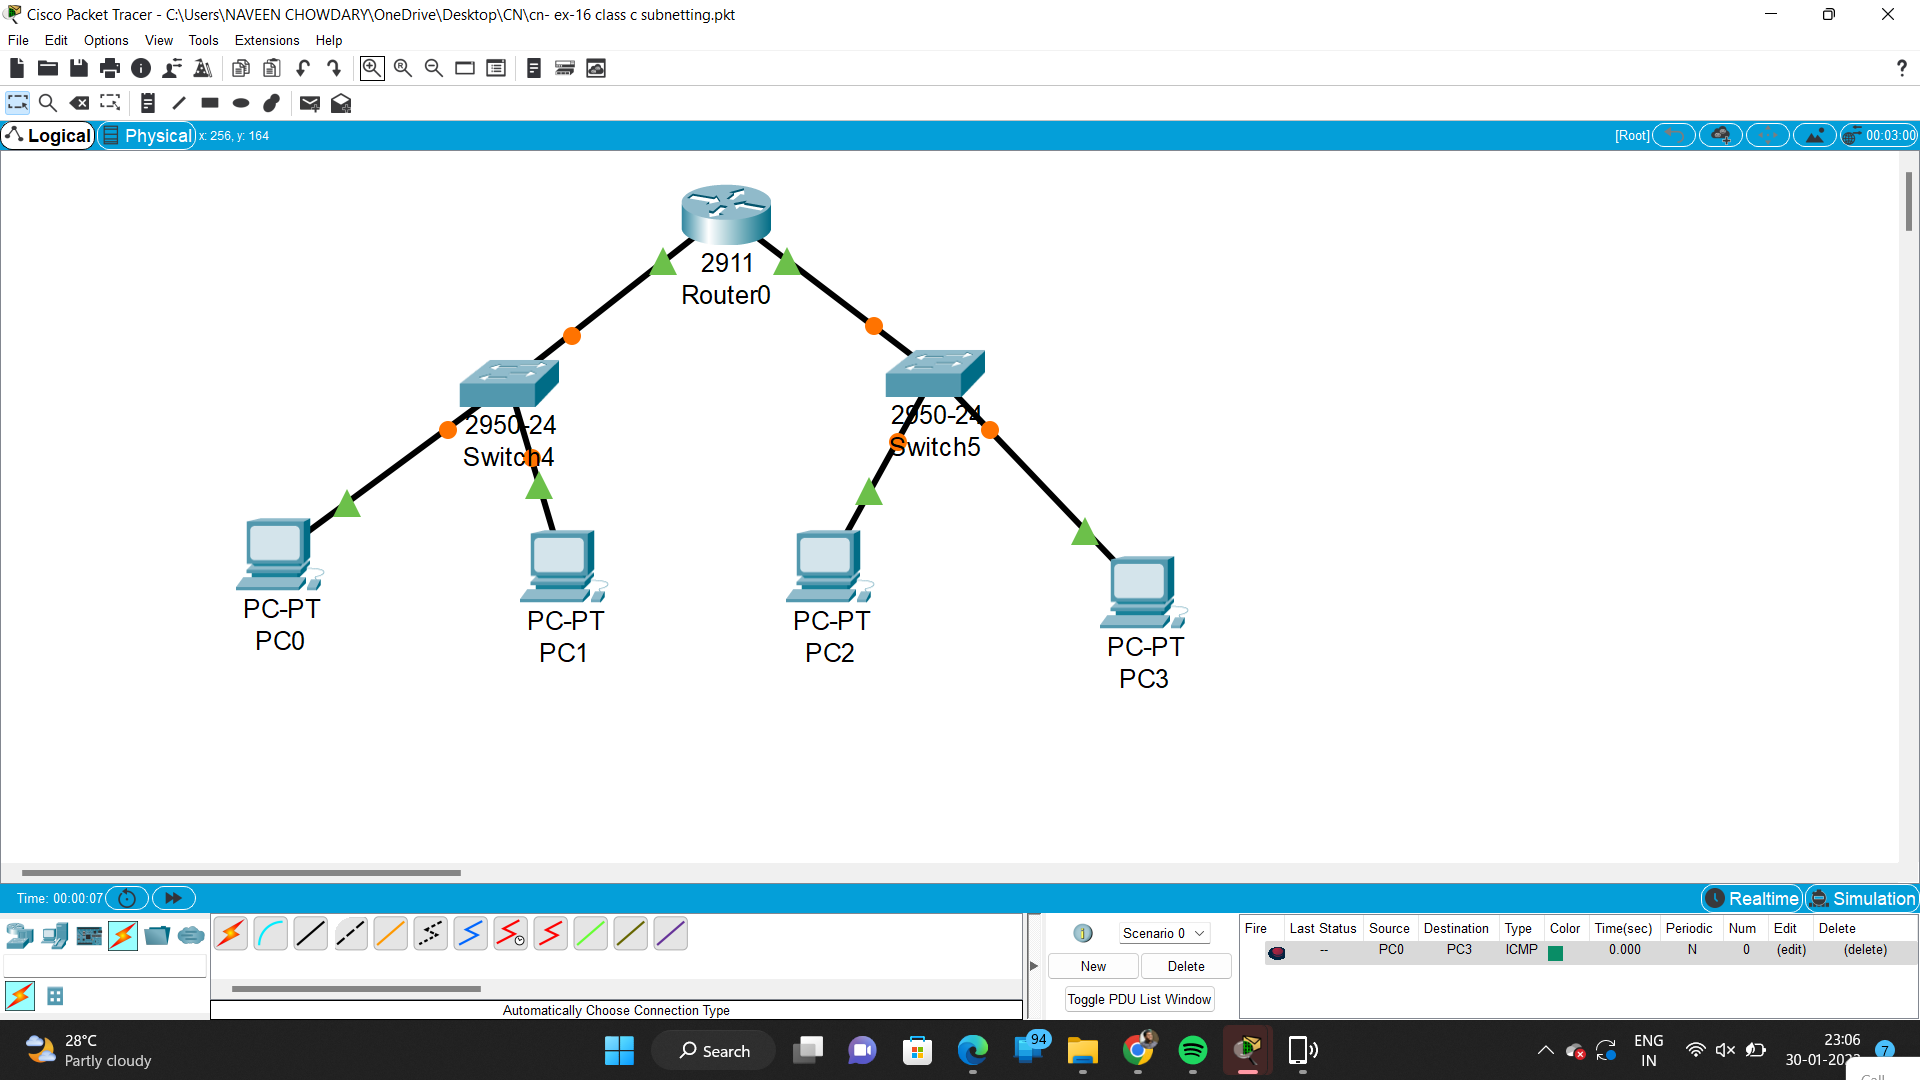 Cisco Packet Tracer - C:\Users\NAVEEN CHOWDARY\OneDrive\Desktop\CN\cn- ex-16 class c subnetting.pkt
File Edit Options View Tools Extensions Help
?
Logical Physical x: 256, y: 164 [Root] 00:03:00
2911
Router0
2950-24
Switch4
2950-24
Switch5
PC-PT
PC0
PC-PT
PC1
PC-PT
PC2
PC-PT
PC3
Time: 00:00:07 Realtime Simulation
Scenario 0
New Delete
Toggle PDU List Window
Fire Last Status Source Destination Type Color Time(sec) Periodic Num Edit Delete
-- PC0 PC3 ICMP 0.000 N 0 (edit) (delete)
Automatically Choose Connection Type
28°C
Partly cloudy
Search
94
ENG
IN
23:06
7